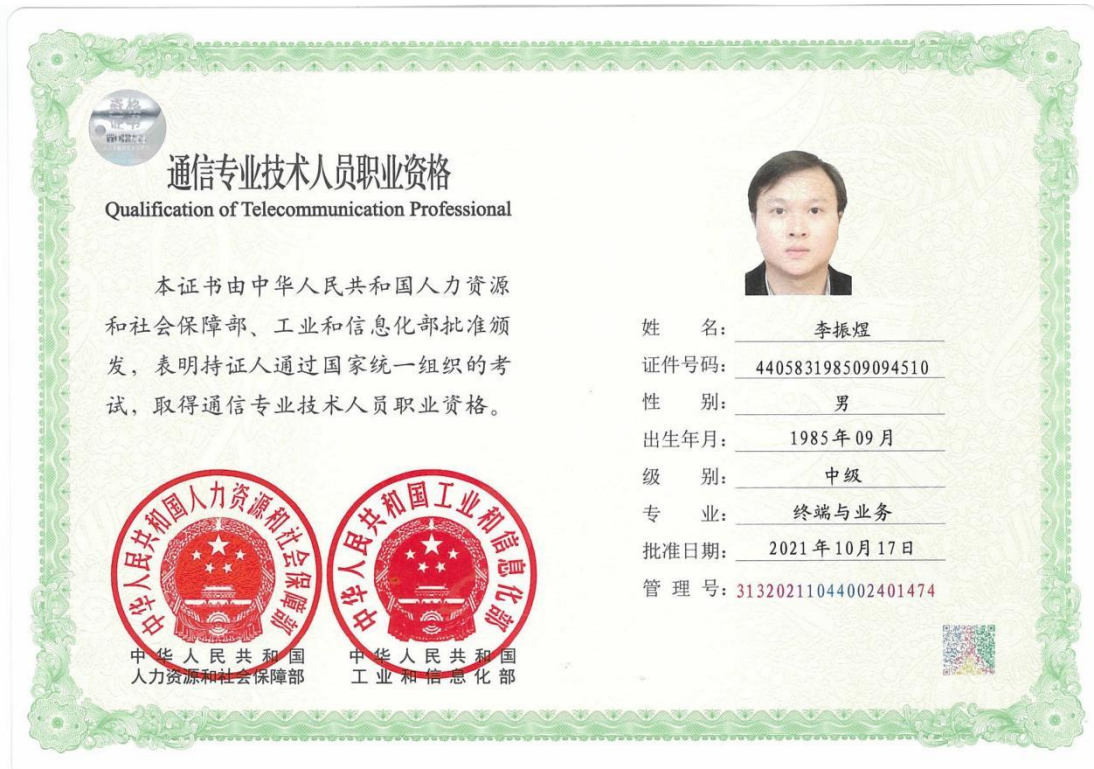 通信专业技术人员职业资格
Qualification of Telecommunication Professional
本证书由中华人民共和国人力资源
和社会保障部、工业和信息化部批准颁
发，表明持证人通过国家统一组织的考
试，取得通信专业技术人员职业资格。
姓 名：李振煜
证件号码：440583198509094510
性 别：男
出生年月：1985年09月
级 别：中级
专 业：终端与业务
批准日期：2021年10月17日
管 理 号：31320211044002401474
中华人民共和国人力资源和社会保障部
中华人民共和国工业和信息化部
中华人民共和国
人力资源和社会保障部
中华人民共和国
工业和信息化部